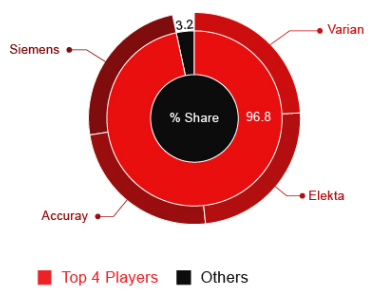 3.2
Siemens
Varian
% Share
96.8
Accuray
Elekta
Top 4 Players
Others